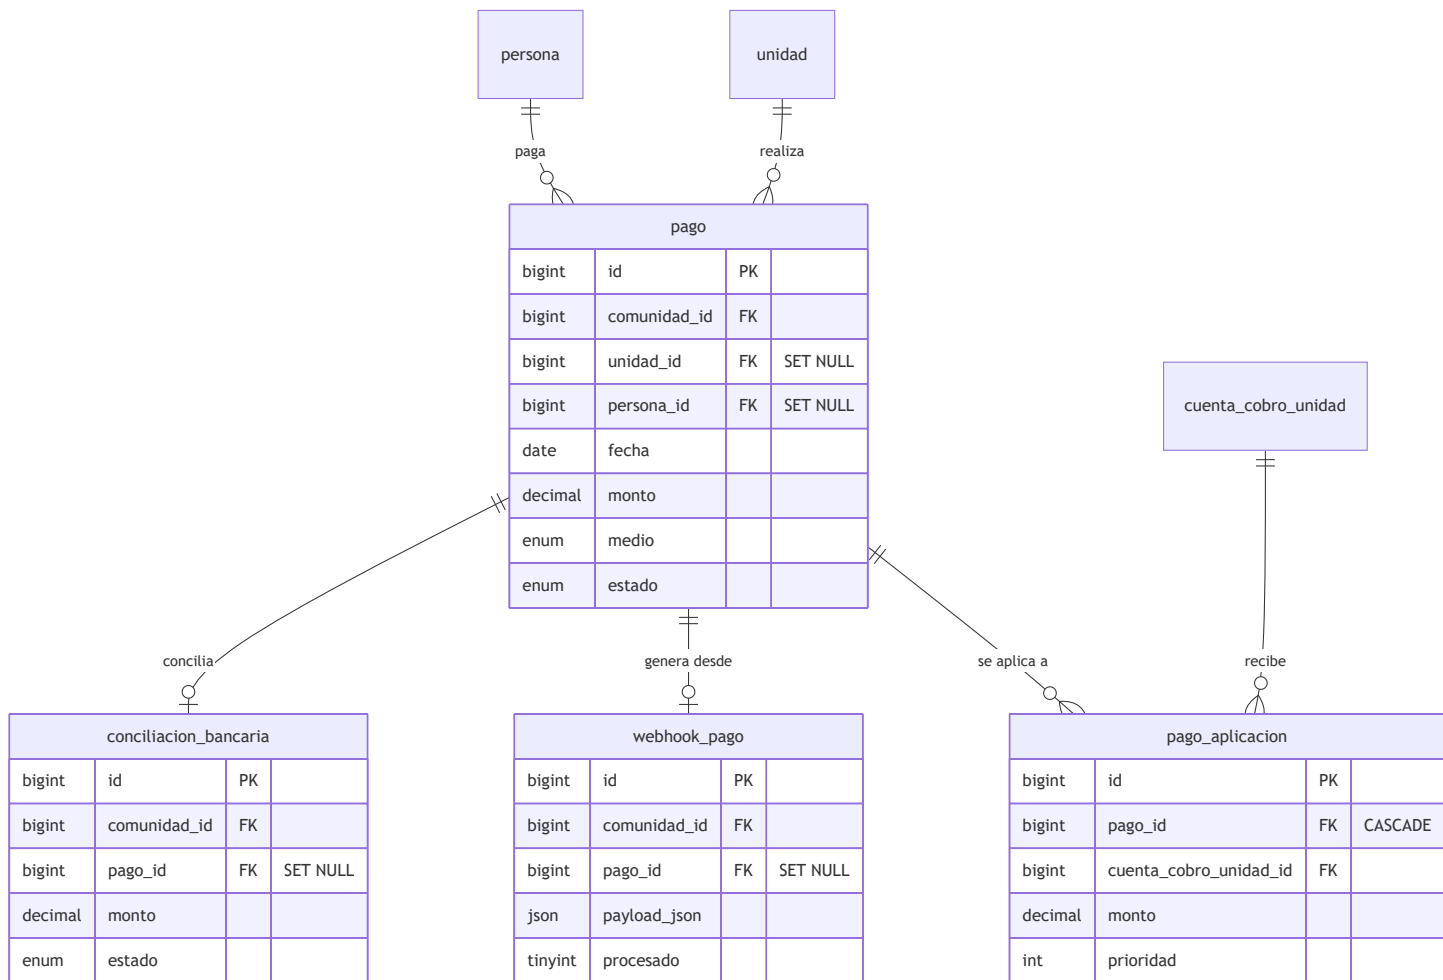 persona
unidad
paga
realiza
pago
bigint id PK
bigint comunidad_id FK
bigint unidad_id FK SET NULL
bigint persona_id FK SET NULL
date fecha
decimal monto
enum medio
enum estado
cuenta_cobro_unidad
concilia
genera desde
se aplica a
recibe
conciliacion_bancaria
bigint id PK
bigint comunidad_id FK
bigint pago_id FK SET NULL
decimal monto
enum estado
webhook_pago
bigint id PK
bigint comunidad_id FK
bigint pago_id FK SET NULL
json payload_json
tinyint procesado
pago_aplicacion
bigint id PK
bigint pago_id FK CASCADE
bigint cuenta_cobro_unidad_id FK
decimal monto
int prioridad